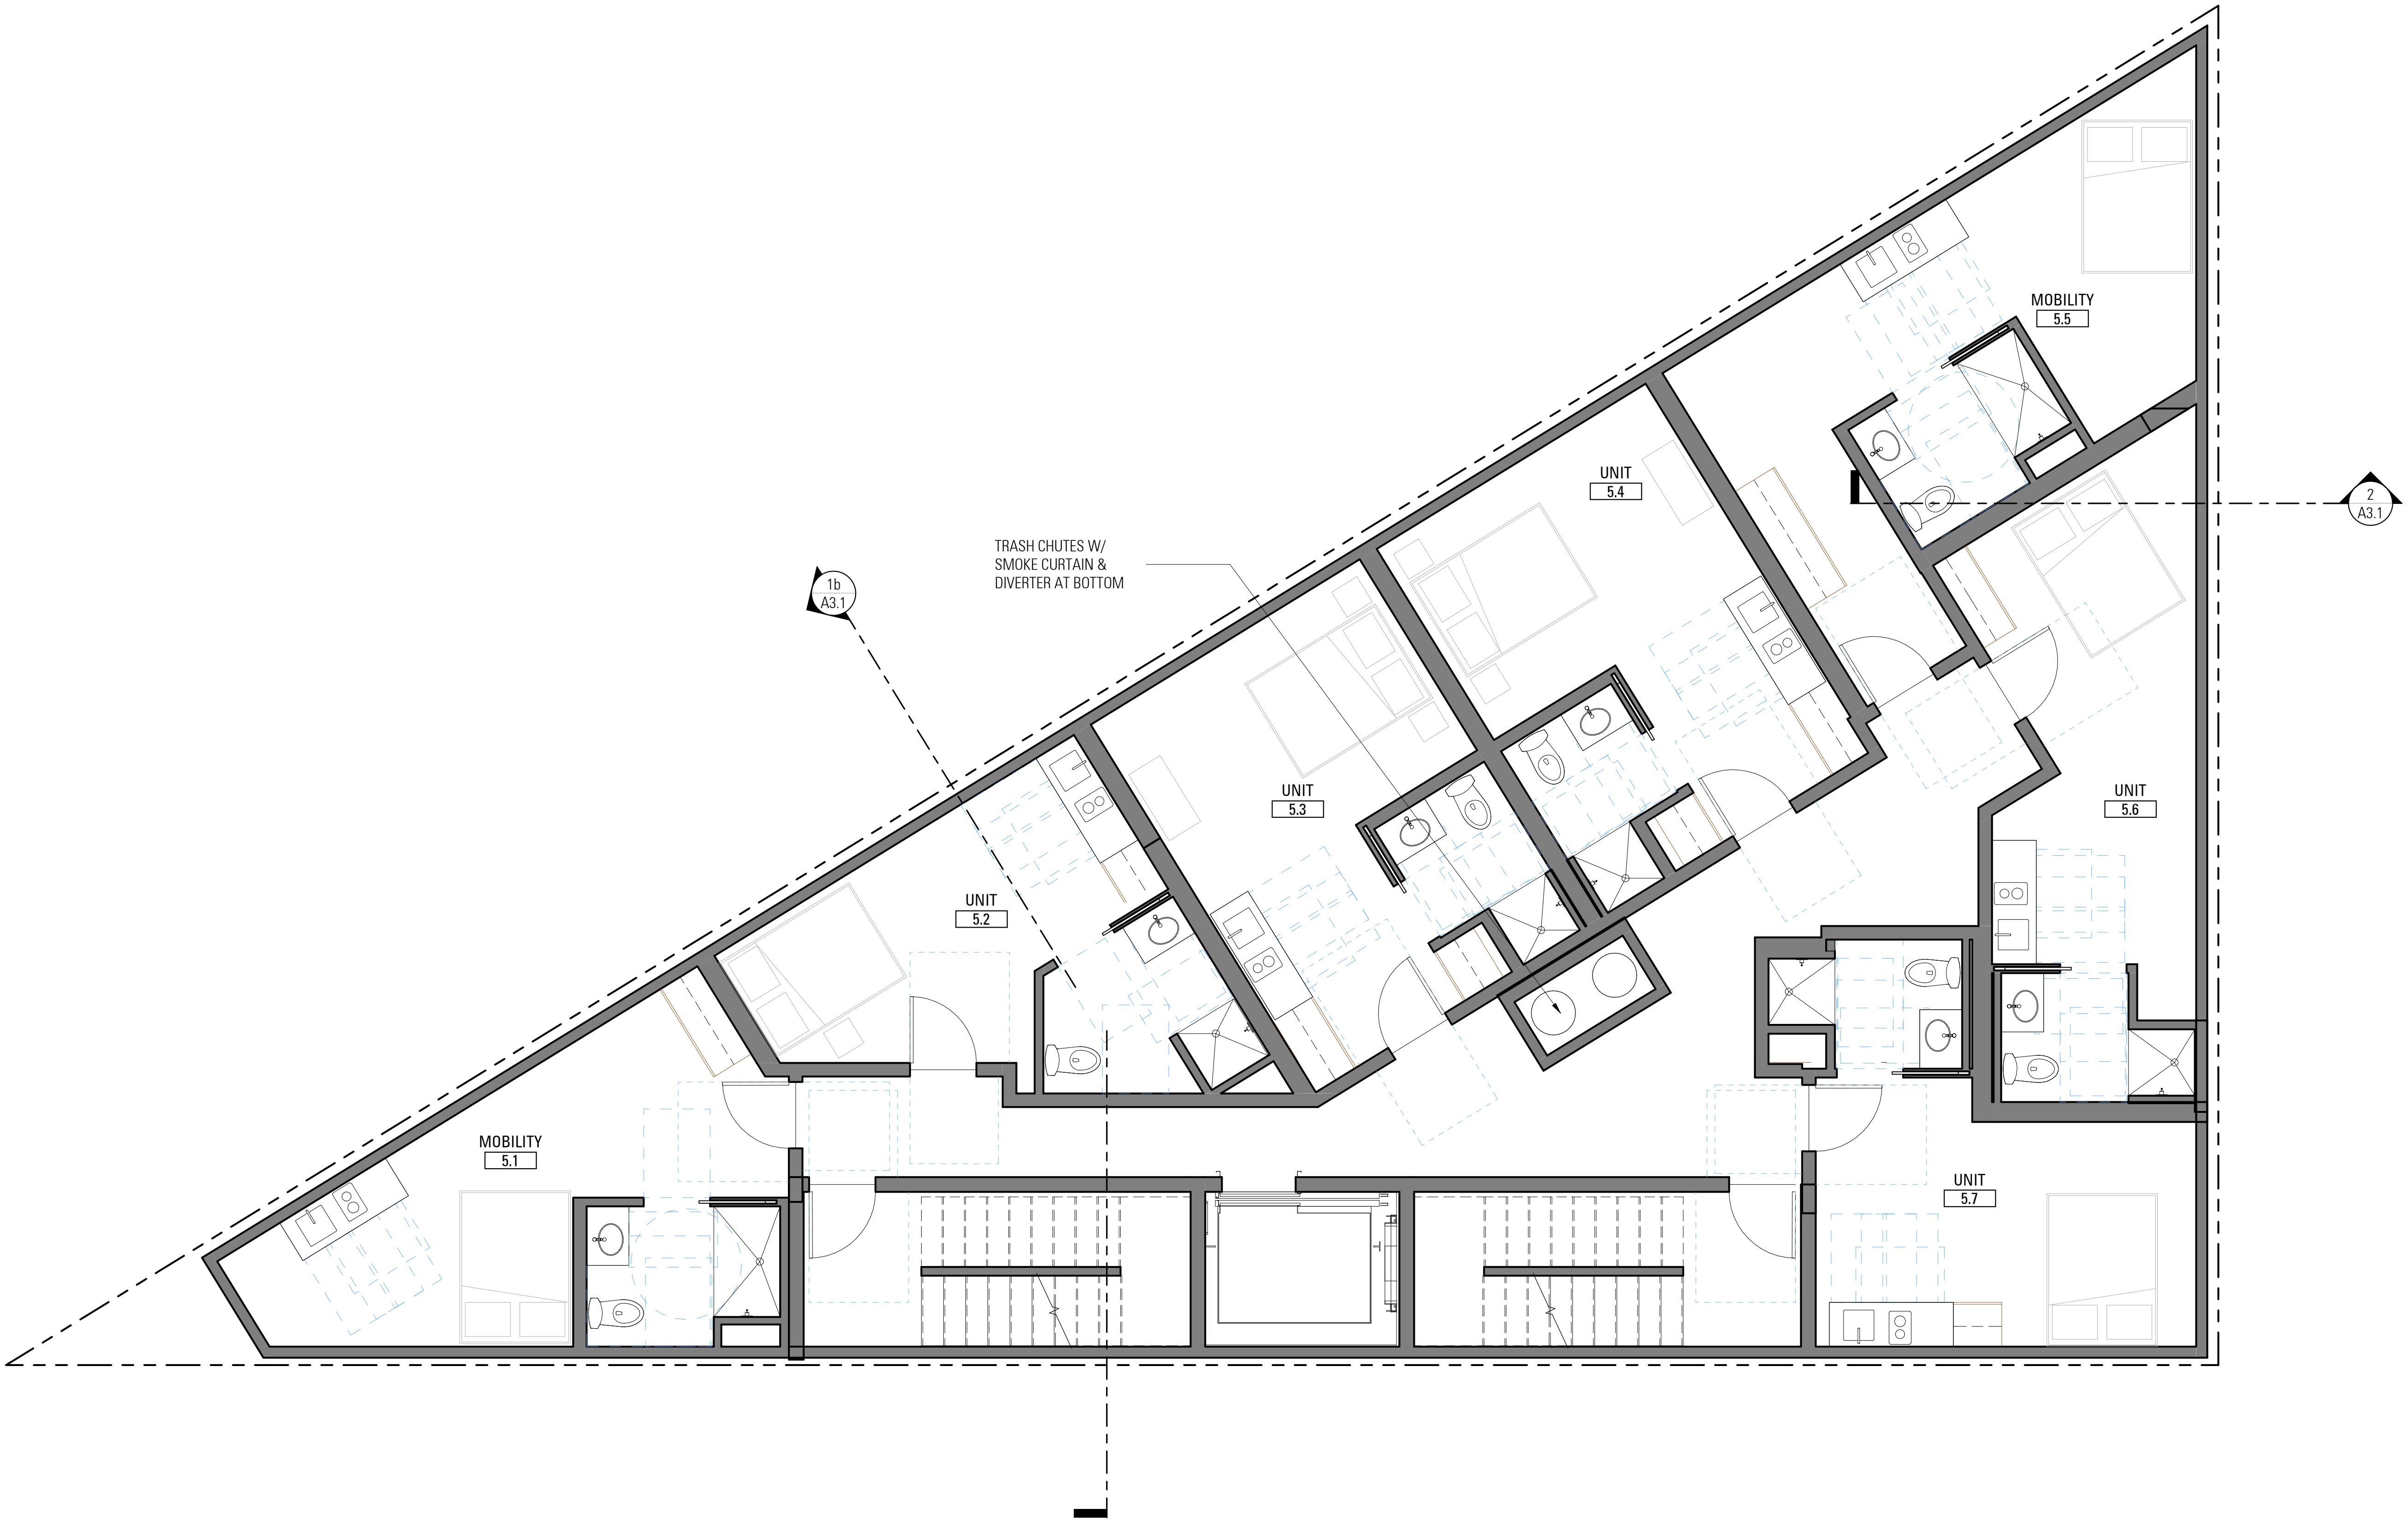 MOBILITY
5.5
UNIT
5.4
2
A3.1
TRASH CHUTES W/
SMOKE CURTAIN &
DIVERTER AT BOTTOM
1b
A3.1
UNIT
5.3
UNIT
5.6
UNIT
5.2
MOBILITY
5.1
UNIT
5.7